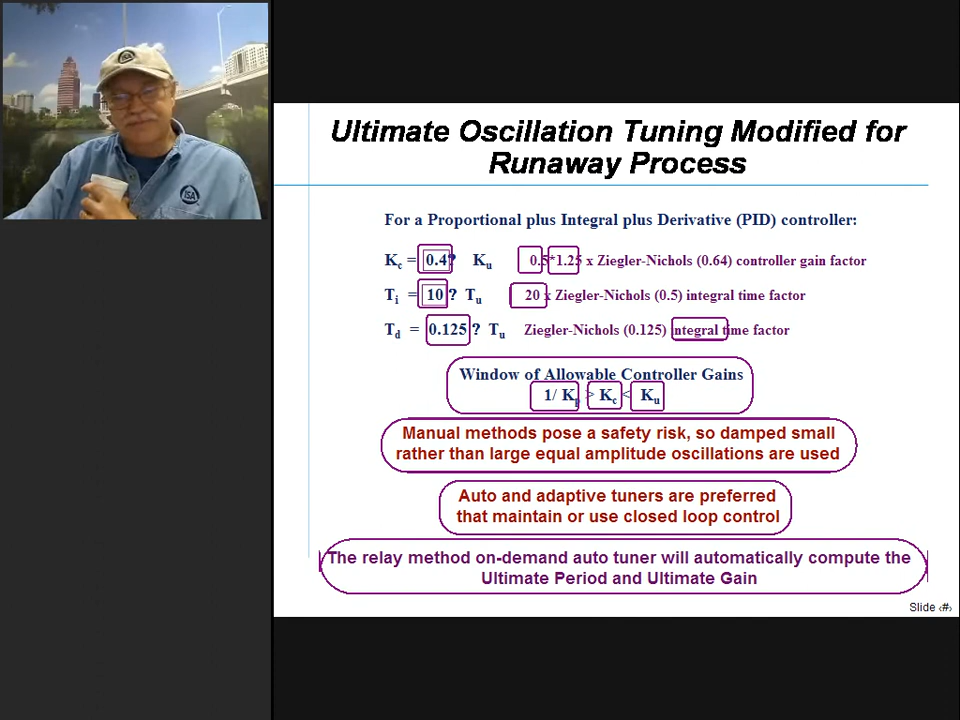 ISA
ISA
Ultimate Oscillation Tuning Modified for
Runaway Process
For a Proportional plus Integral plus Derivative (PID) controller:
Kc = 0.4? Ku 0.5*1.25 x Ziegler-Nichols (0.64) controller gain factor
Ti = 10 ? Tu 20 x Ziegler-Nichols (0.5) integral time factor
Td = 0.125 ? Tu Ziegler-Nichols (0.125) integral time factor
Window of Allowable Controller Gains
1/ Kp > Kc < Ku
Manual methods pose a safety risk, so damped small
rather than large equal amplitude oscillations are used
Auto and adaptive tuners are preferred
that maintain or use closed loop control
The relay method on-demand auto tuner will automatically compute the
Ultimate Period and Ultimate Gain
Slide ‹#›